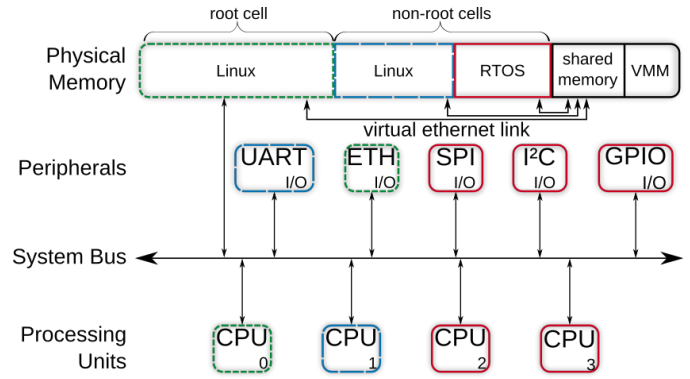 root cell
non-root cells
Physical
Memory
Linux
Linux
RTOS
shared
memory
VMM
virtual ethernet link
Peripherals
UART
I/O
ETH
I/O
SPI
I/O
I²C
I/O
GPIO
I/O
System Bus
Processing
Units
CPU
0
CPU
1
CPU
2
CPU
3